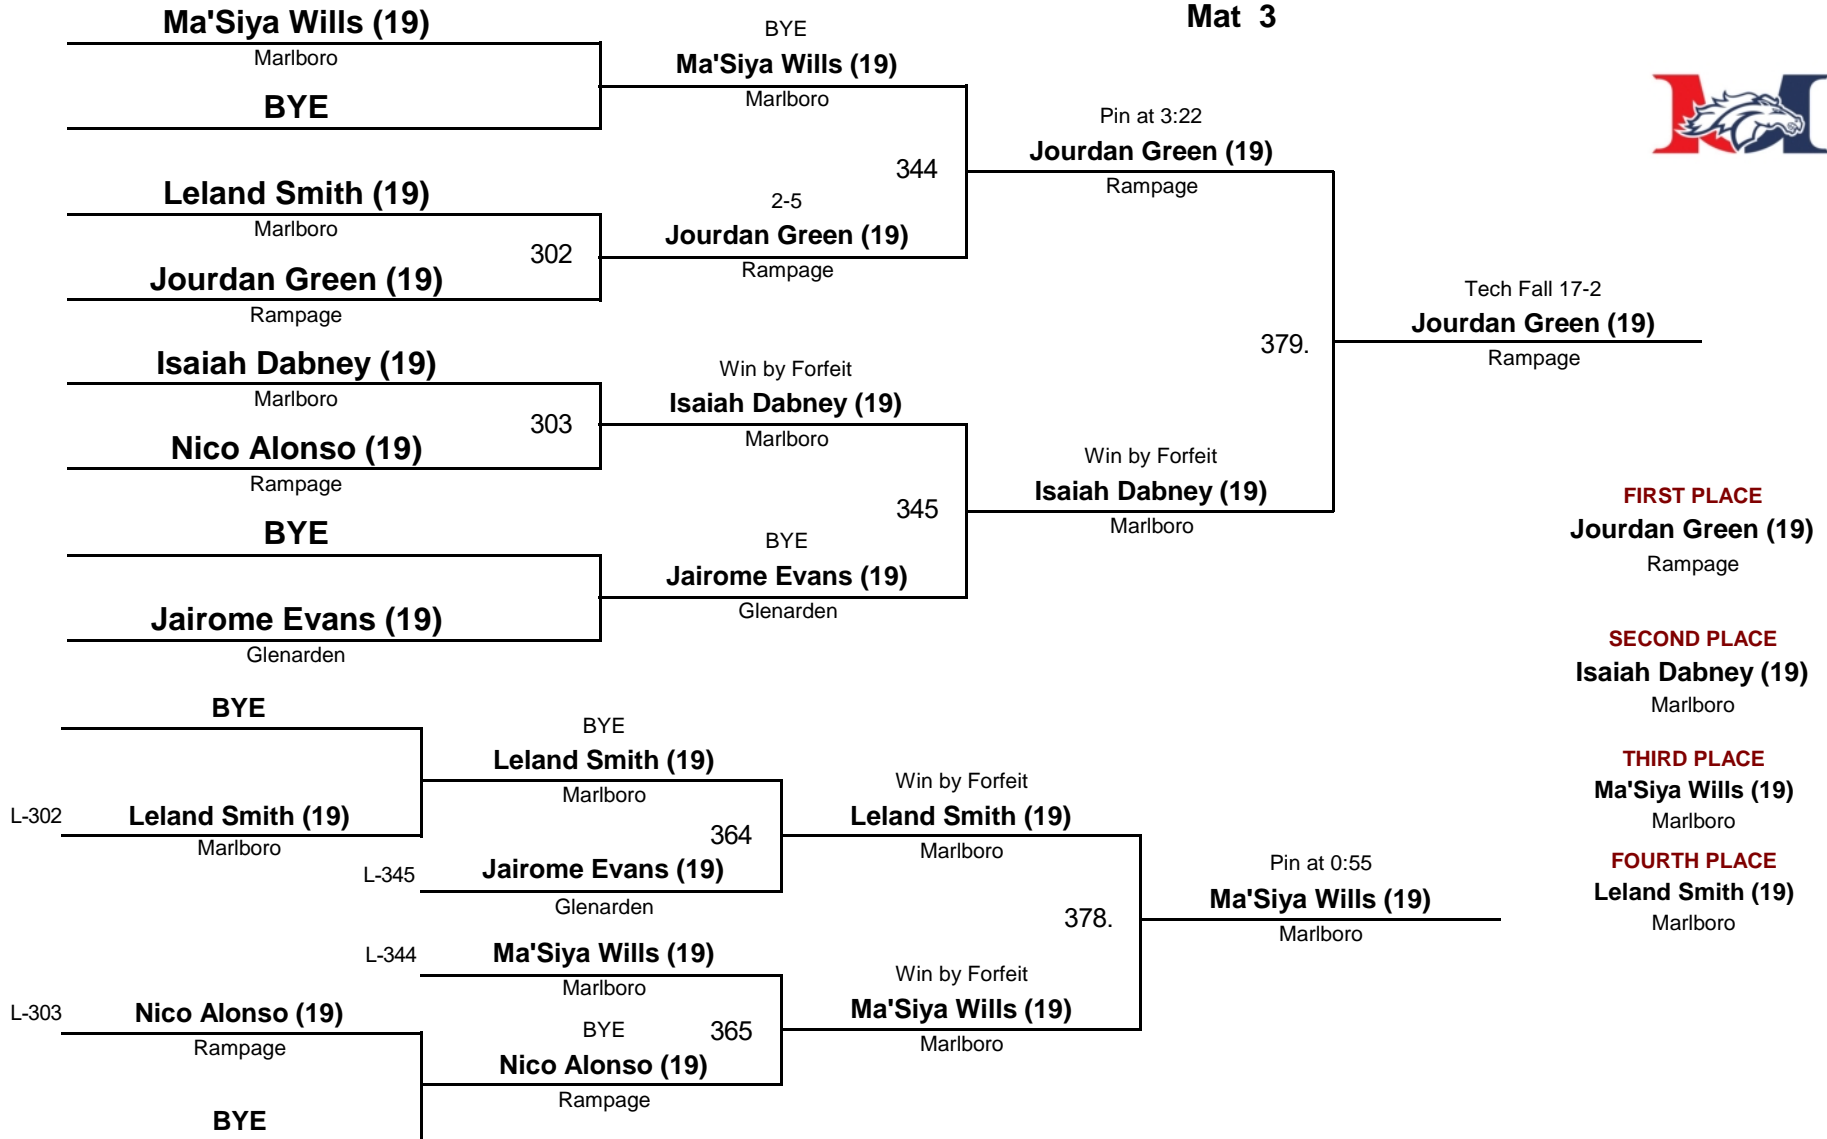 Mat  3
Ma'Siya Wills (19)
Marlboro
BYE
Leland Smith (19)
Marlboro
302
Jourdan Green (19)
Rampage
Isaiah Dabney (19)
Marlboro
303
Nico Alonso (19)
Rampage
BYE
Jairome Evans (19)
Glenarden
BYE
Ma'Siya Wills (19)
Marlboro
344
2-5
Jourdan Green (19)
Rampage
Win by Forfeit
Isaiah Dabney (19)
Marlboro
345
BYE
Jairome Evans (19)
Glenarden
Pin at 3:22
Jourdan Green (19)
Rampage
379.
Win by Forfeit
Isaiah Dabney (19)
Marlboro
Tech Fall 17-2
Jourdan Green (19)
Rampage
M
FIRST PLACE
Jourdan Green (19)
Rampage
SECOND PLACE
Isaiah Dabney (19)
Marlboro
THIRD PLACE
Ma'Siya Wills (19)
Marlboro
FOURTH PLACE
Leland Smith (19)
Marlboro
BYE
L-302
Leland Smith (19)
Marlboro
L-303
Nico Alonso (19)
Rampage
BYE
BYE
Leland Smith (19)
Marlboro
364
L-345
Jairome Evans (19)
Glenarden
L-344
Ma'Siya Wills (19)
Marlboro
BYE
365
Nico Alonso (19)
Rampage
Win by Forfeit
Leland Smith (19)
Marlboro
378.
Win by Forfeit
Ma'Siya Wills (19)
Marlboro
Pin at 0:55
Ma'Siya Wills (19)
Marlboro